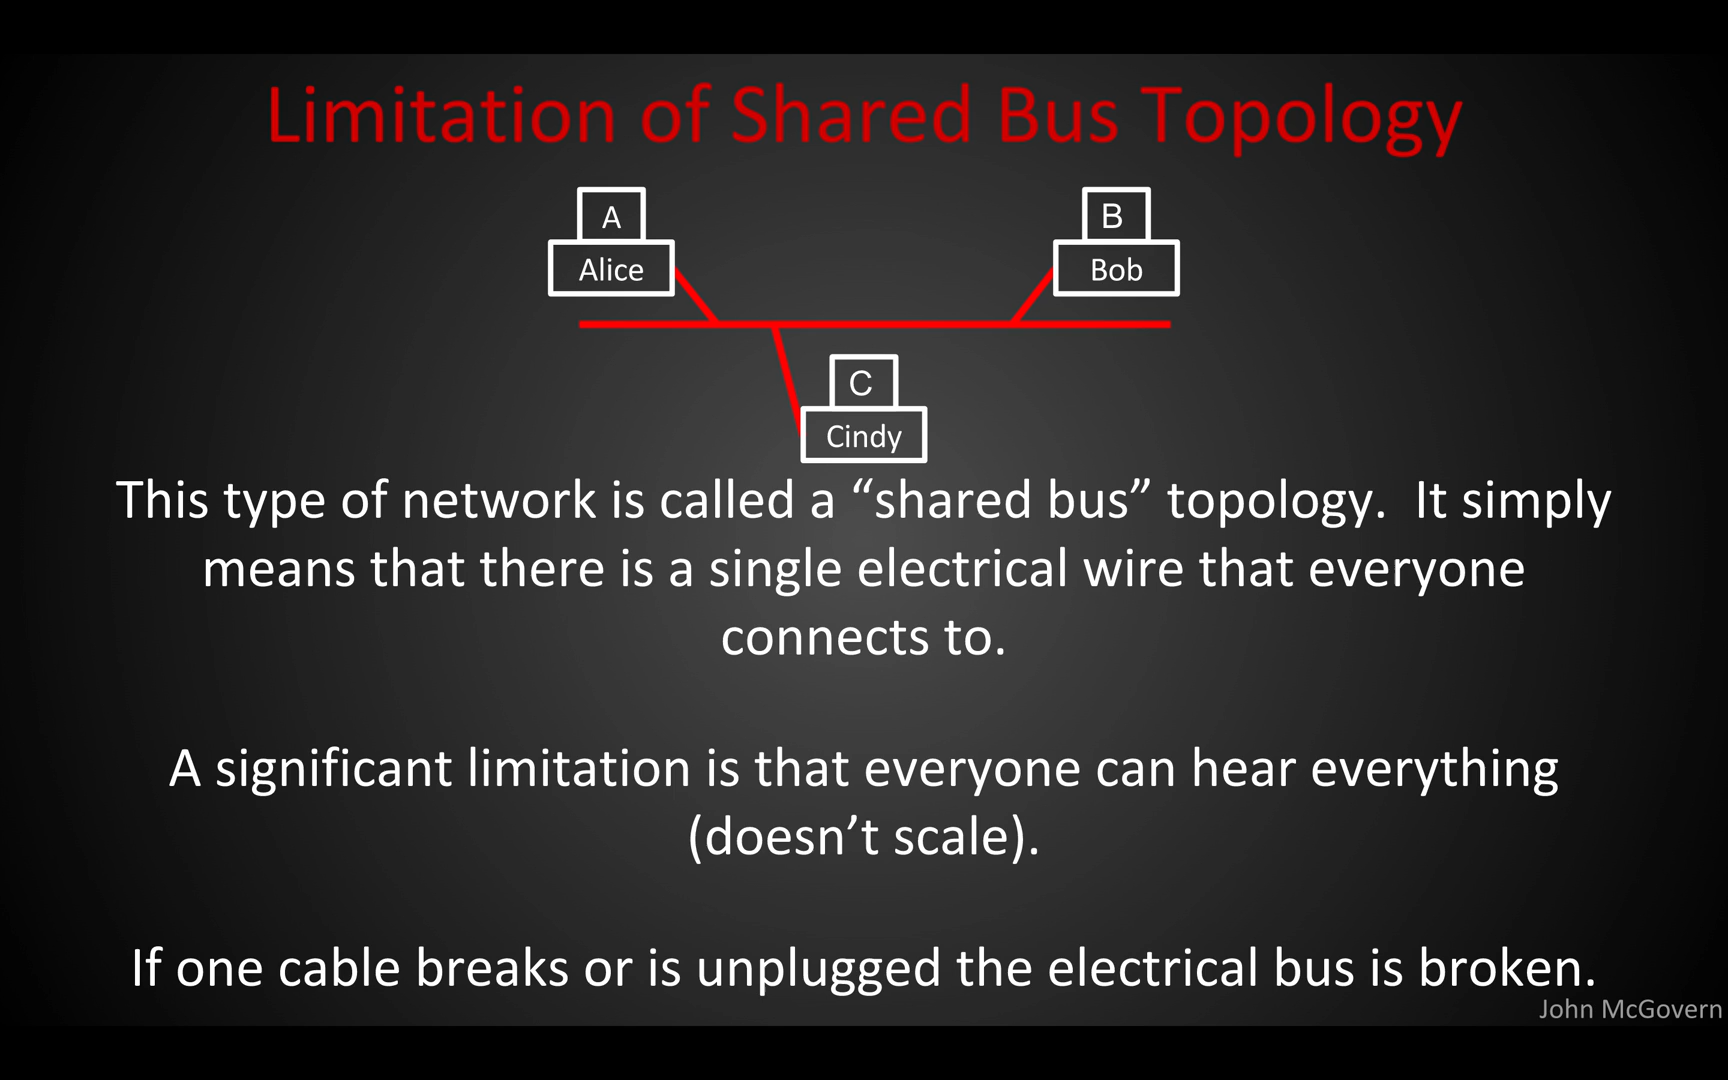 Limitation of Shared Bus Topology
A
B
Alice
Bob
C
Cindy
This type of network is called a “shared bus” topology.  It simply
means that there is a single electrical wire that everyone
connects to.
A significant limitation is that everyone can hear everything
(doesn’t scale).
If one cable breaks or is unplugged the electrical bus is broken.
John McGovern